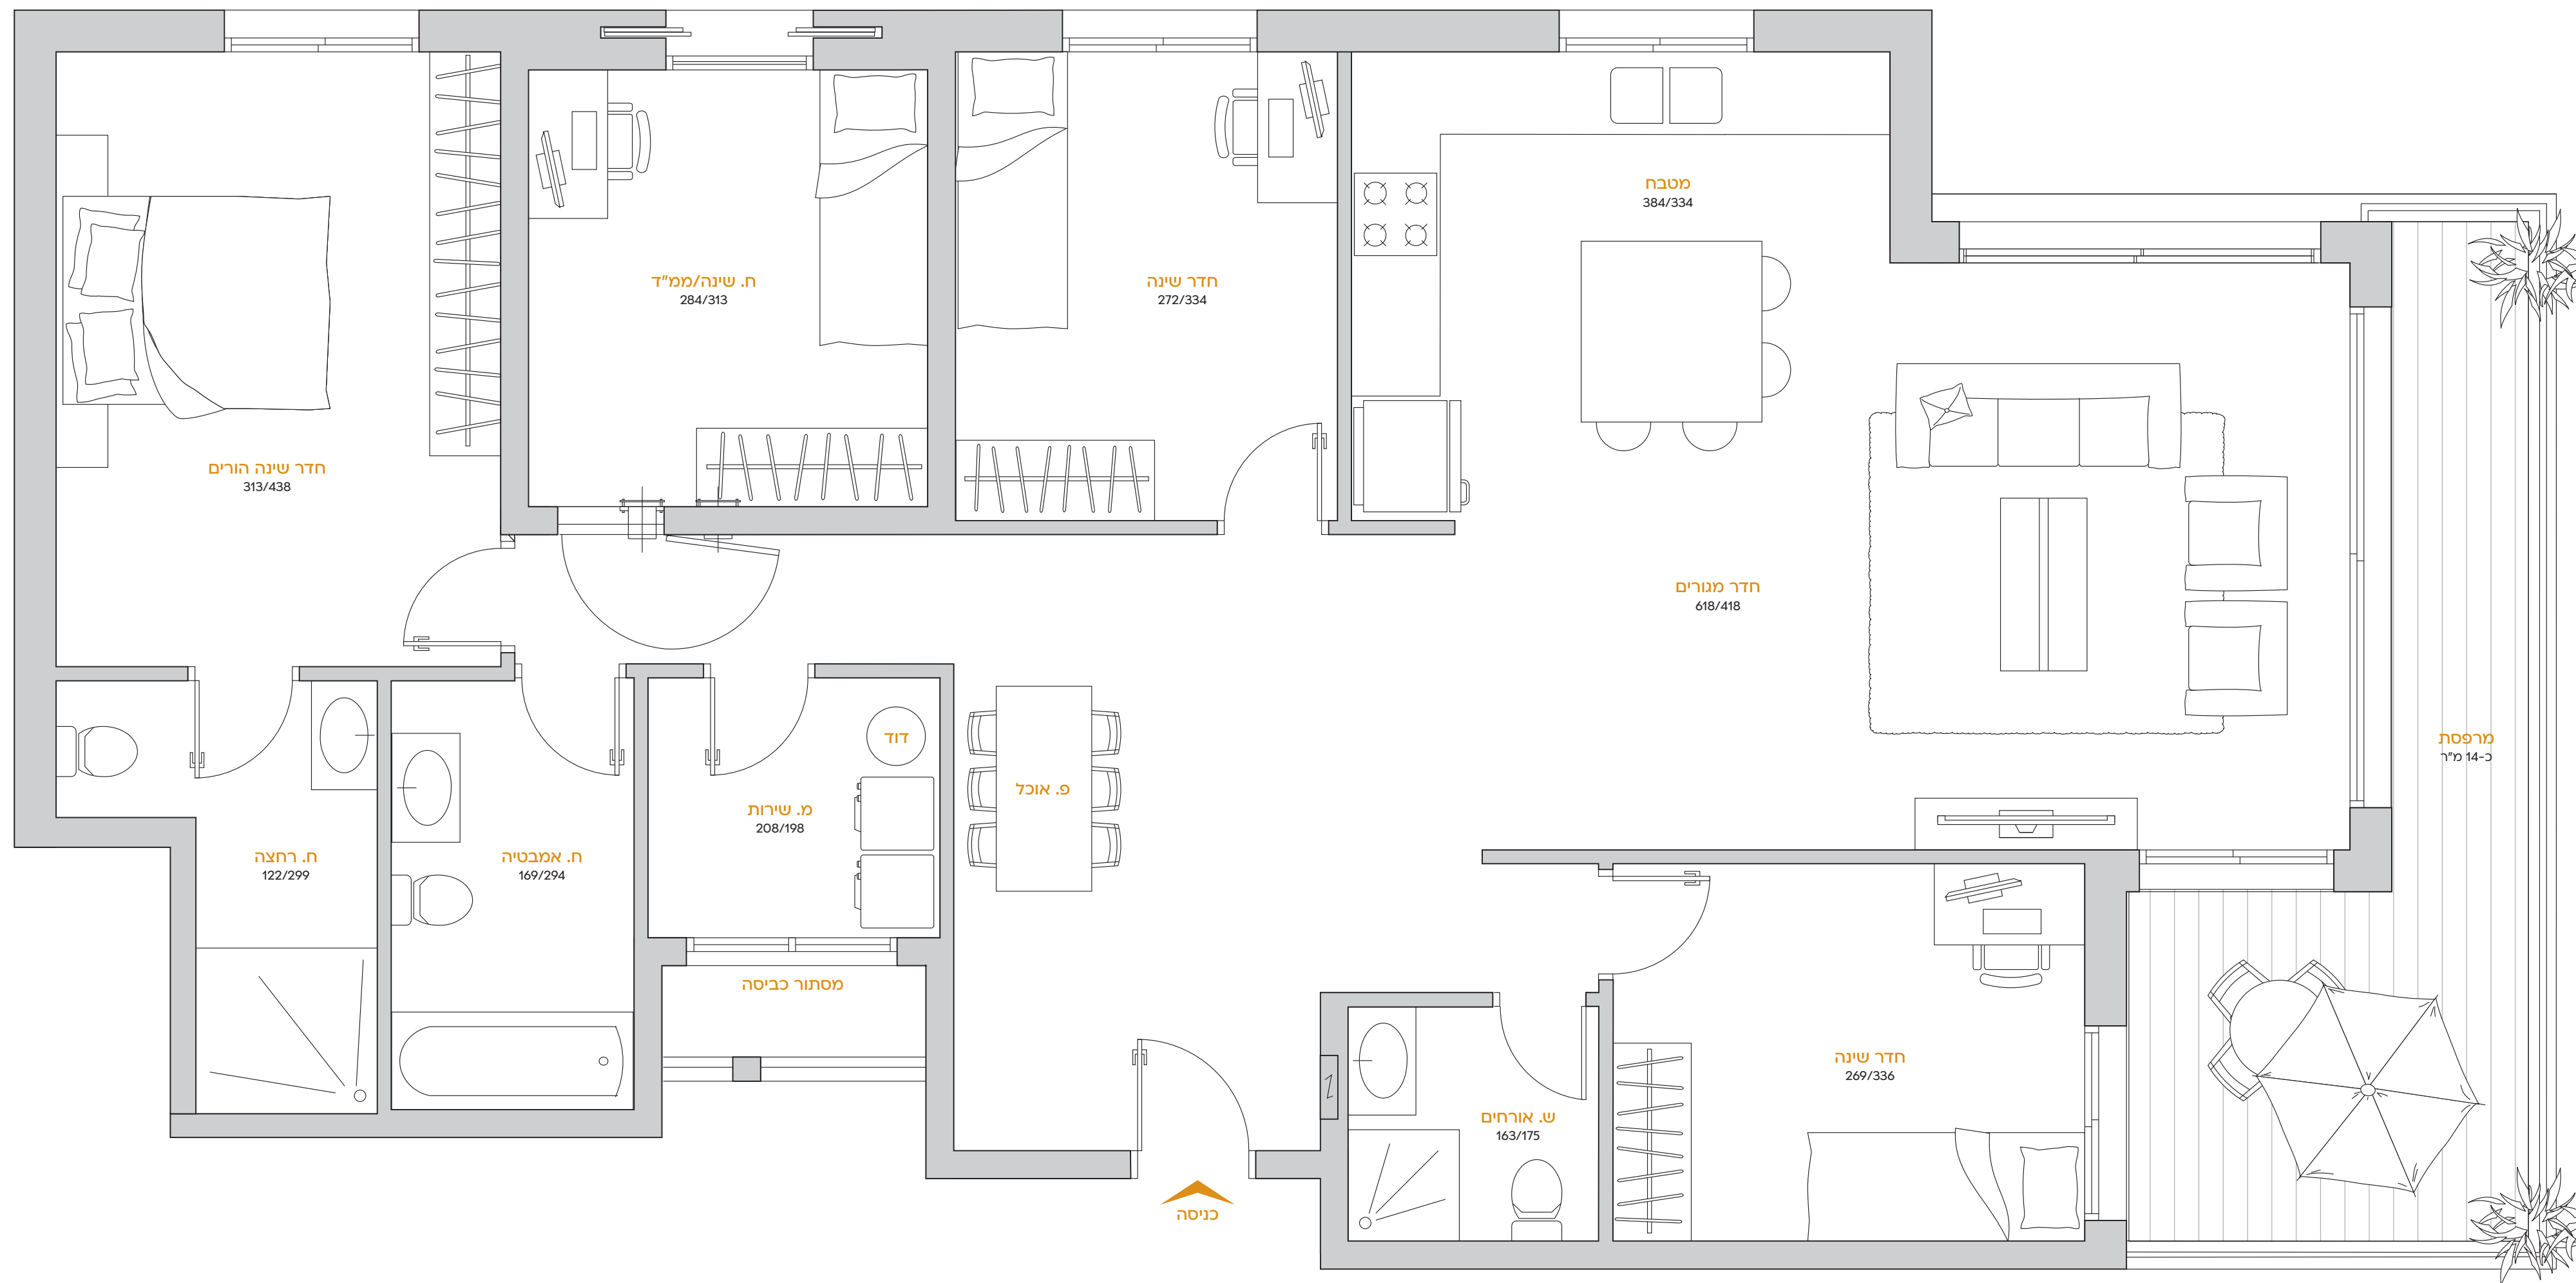 מטבח
384/334
ח. שינה/ממ"ד
284/313
חדר שינה
272/334
חדר שינה הורים
313/438
חדר מגורים
618/418
מרפסת
כ-14 מ"ר
דוד
פ. אוכל
מ. שירות
208/198
ח. רחצה
122/299
ח. אמבטיה
169/294
מסתור כביסה
חדר שינה
269/336
ש. אורחים
163/175
כניסה